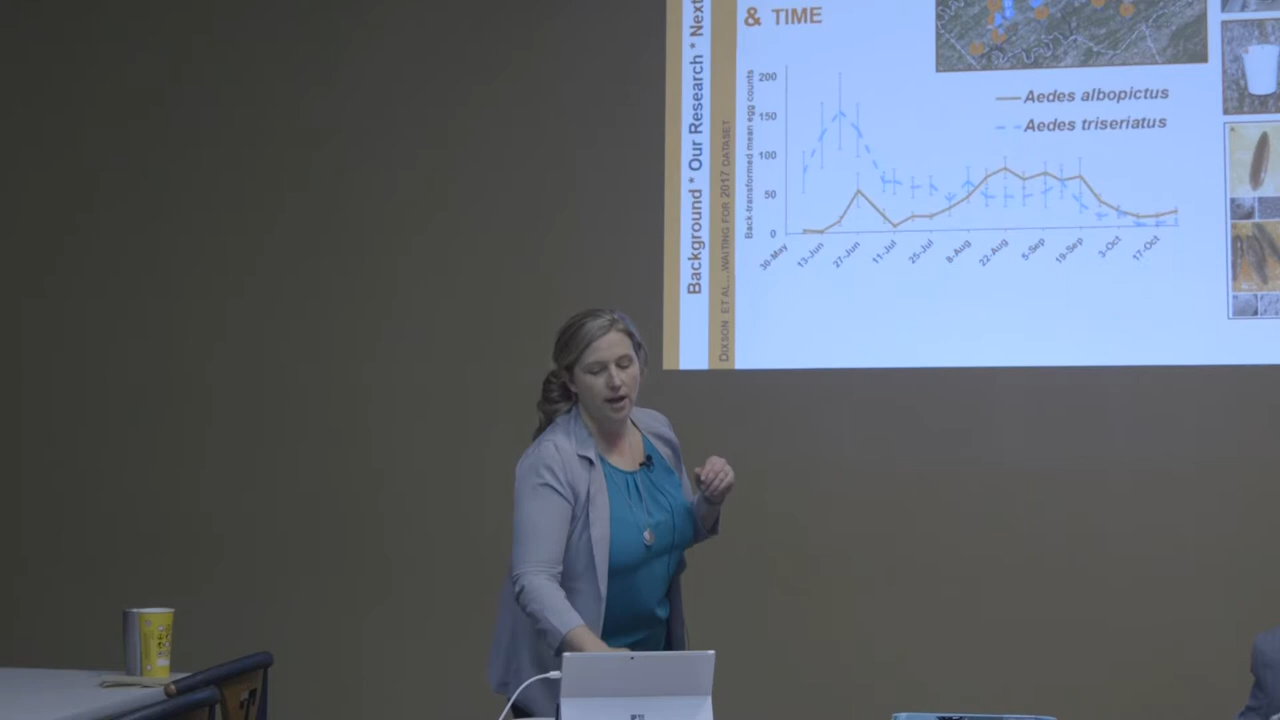 & TIME
Background * Our Research * Next
DIXSON ET AL...WAITING FOR 2017 DATASET
Back-transformed mean egg counts
200
150
100
50
0
Aedes albopictus
Aedes triseriatus
30-May
13-Jun
27-Jun
11-Jul
25-Jul
8-Aug
22-Aug
5-Sep
19-Sep
3-Oct
17-Oct